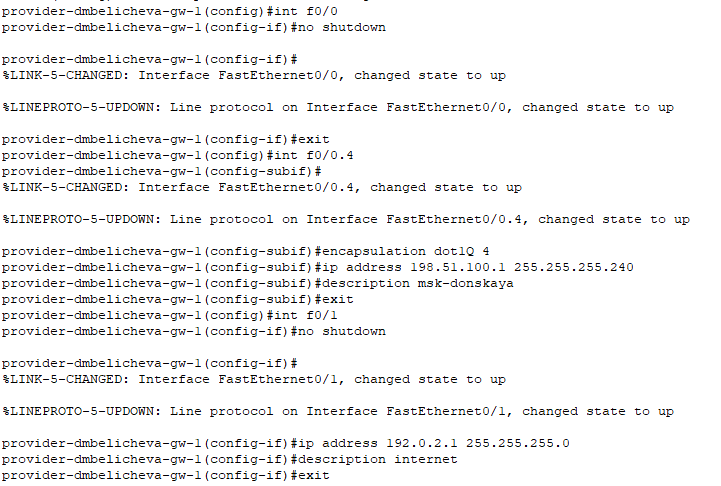 provider-dmbelicheva-gw-1(config)#int f0/0
provider-dmbelicheva-gw-1(config-if)#no shutdown
provider-dmbelicheva-gw-1(config-if)#
%LINK-5-CHANGED: Interface FastEthernet0/0, changed state to up
%LINEPROTO-5-UPDOWN: Line protocol on Interface FastEthernet0/0, changed state to up
provider-dmbelicheva-gw-1(config-if)#exit
provider-dmbelicheva-gw-1(config)#int f0/0.4
provider-dmbelicheva-gw-1(config-subif)#
%LINK-5-CHANGED: Interface FastEthernet0/0.4, changed state to up
%LINEPROTO-5-UPDOWN: Line protocol on Interface FastEthernet0/0.4, changed state to up
provider-dmbelicheva-gw-1(config-subif)#encapsulation dot1Q 4
provider-dmbelicheva-gw-1(config-subif)#ip address 198.51.100.1 255.255.255.240
provider-dmbelicheva-gw-1(config-subif)#description msk-donskaya
provider-dmbelicheva-gw-1(config-subif)#exit
provider-dmbelicheva-gw-1(config)#int f0/1
provider-dmbelicheva-gw-1(config-if)#no shutdown
provider-dmbelicheva-gw-1(config-if)#
%LINK-5-CHANGED: Interface FastEthernet0/1, changed state to up
%LINEPROTO-5-UPDOWN: Line protocol on Interface FastEthernet0/1, changed state to up
provider-dmbelicheva-gw-1(config-if)#ip address 192.0.2.1 255.255.255.0
provider-dmbelicheva-gw-1(config-if)#description internet
provider-dmbelicheva-gw-1(config-if)#exit